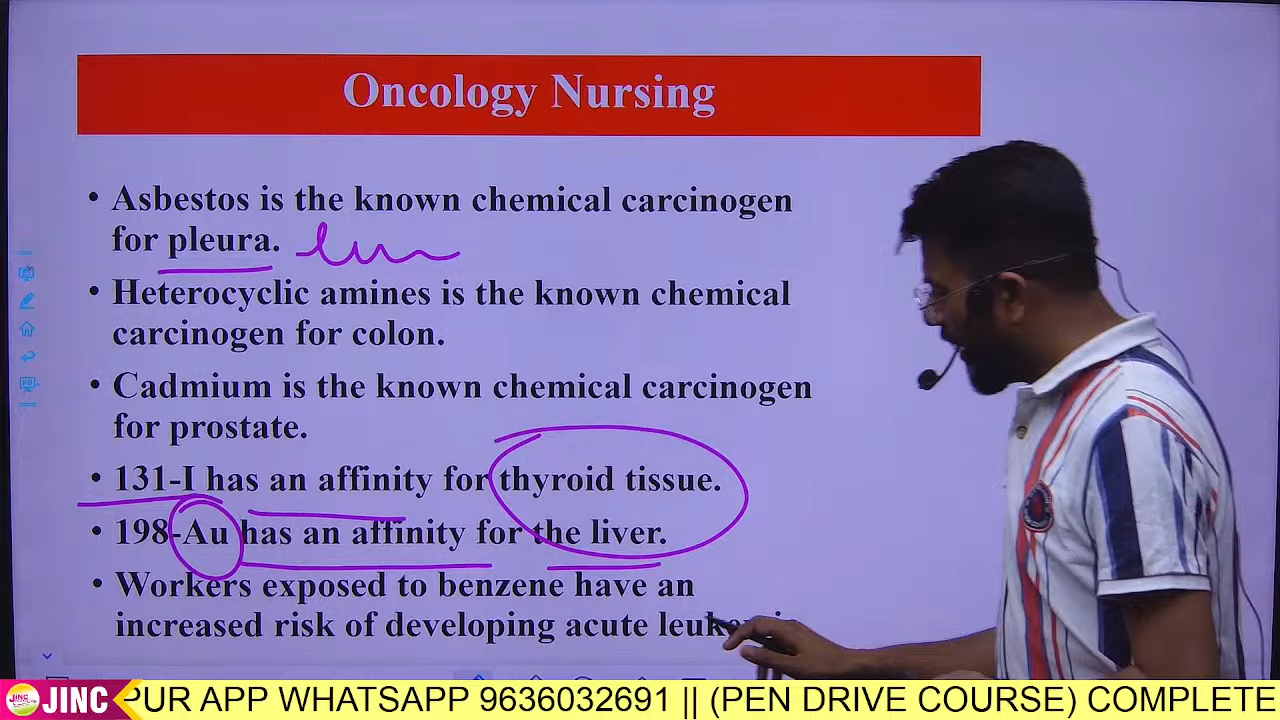 Oncology Nursing
• Asbestos is the known chemical carcinogen
for pleura.
• Heterocyclic amines is the known chemical
carcinogen for colon.
• Cadmium is the known chemical carcinogen
for prostate.
• 131-I has an affinity for thyroid tissue.
• 198-Au has an affinity for the liver.
• Workers exposed to benzene have an
increased risk of developing acute
JINC PUR APP WHATSAPP 9636032691 || (PEN DRIVE COURSE) COMPLETE